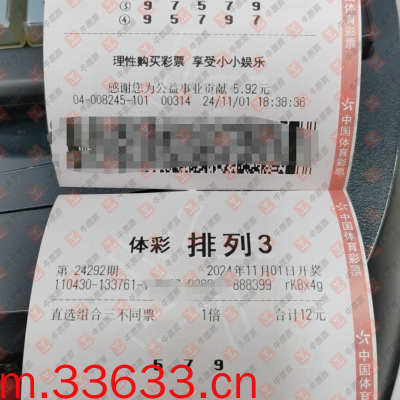 ③ 9 7 5 7 9
④ 9 5 7 9 7
理性购买彩票 享受小小娱乐
感谢您为公益事业贡献 5.92元
04-008245-101 00314 24/11/01 18:38:36
中国体育彩票
体彩 排列3
第 24292期 2024年11月01日开奖
110430-133761- 888399 rK8x4g
直选组合三不同票 1倍 合计12元
5 7 9
中国体育彩票
中国
m.33633.cn